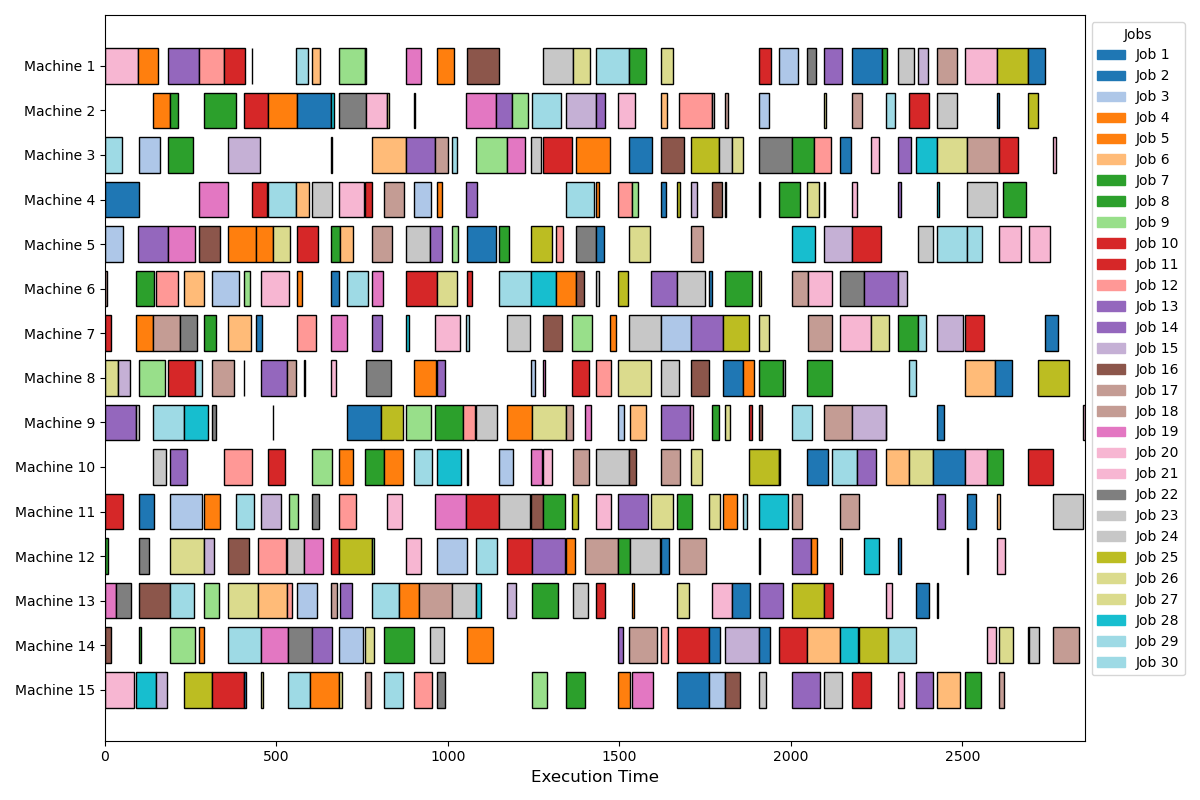 Machine 1
Machine 2
Machine 3
Machine 4
Machine 5
Machine 6
Machine 7
Machine 8
Machine 9
Machine 10
Machine 11
Machine 12
Machine 13
Machine 14
Machine 15
0 500 1000 1500 2000 2500
Execution Time
Jobs
Job 1
Job 2
Job 3
Job 4
Job 5
Job 6
Job 7
Job 8
Job 9
Job 10
Job 11
Job 12
Job 13
Job 14
Job 15
Job 16
Job 17
Job 18
Job 19
Job 20
Job 21
Job 22
Job 23
Job 24
Job 25
Job 26
Job 27
Job 28
Job 29
Job 30